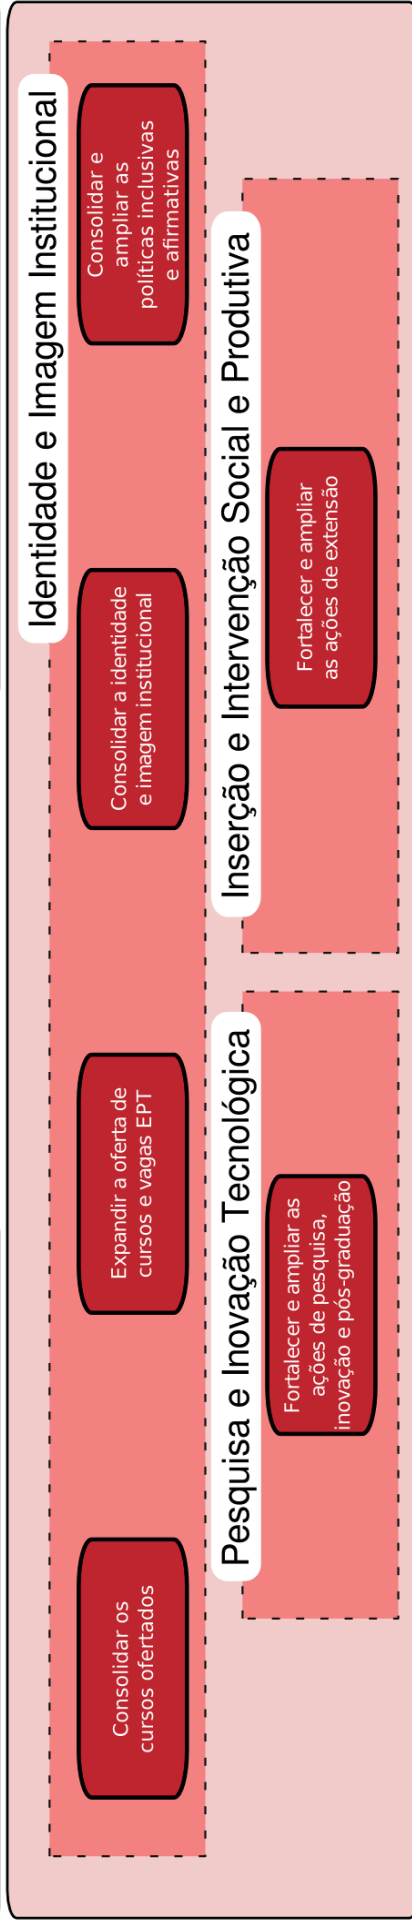 Identidade e Imagem Institucional
Consolidar os
cursos ofertados
Expandir a oferta de
cursos e vagas EPT
Consolidar a identidade
e imagem institucional
Consolidar e
ampliar as
políticas inclusivas
e afirmativas
Pesquisa e Inovação Tecnológica
Fortalecer e ampliar as
ações de pesquisa,
inovação e pós-graduação
Inserção e Intervenção Social e Produtiva
Fortalecer e ampliar
as ações de extensão